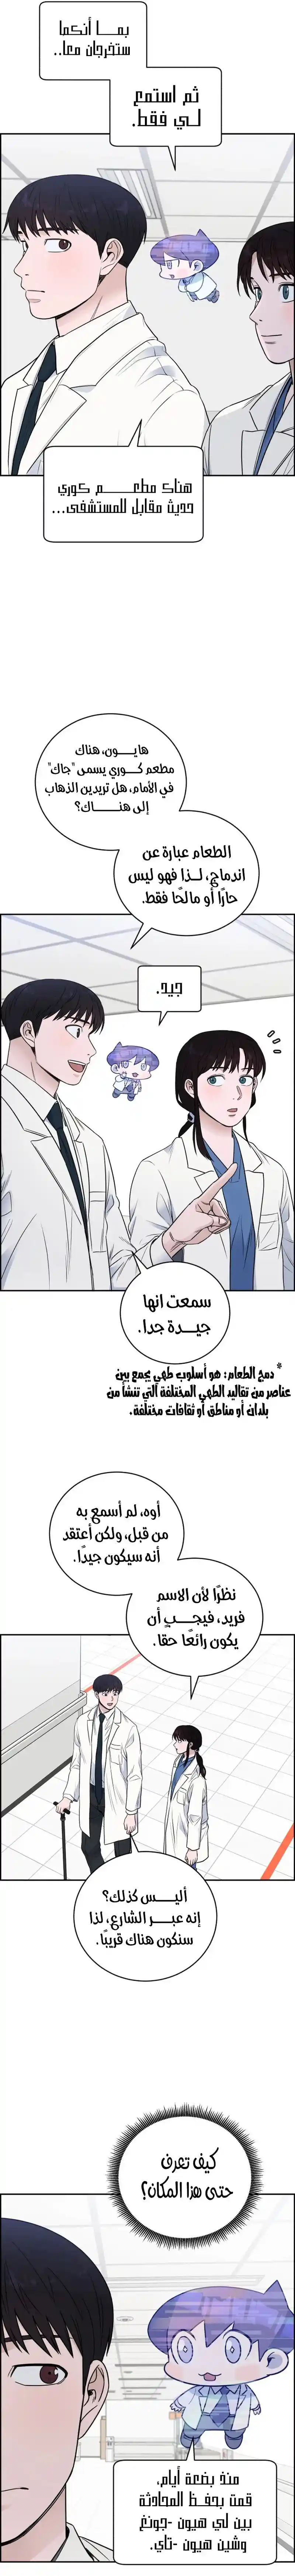 بما أنكما
ستخرجان معا..
ثم استمع
لي فقط.
هناك مطعم كوري
حديث مقابل للمستشفى...
هايون، هناك
مطعم كوري يسمى "جاك"
في الأمام، هل تريدين الذهاب
إلى هناك؟
الطعام عبارة عن
اندماج، لذا فهو ليس
حارًا أو مالحًا فقط.
جيد.
سمعت انها
جيدة جدا.
* دمج الطعام: هو أسلوب طهي يجمع بين
عناصر من تقاليد الطهي المختلفة التي تنشأ من
بلدان أو مناطق أو ثقافات مختلفة.
أوه، لم أسمع به
من قبل، ولكن أعتقد
أنه سيكون جيدًا.
نظرًا لأن الاسم
فريد، فيجب أن
يكون رائعًا حقًا.
أليس كذلك؟
إنه عبر الشارع، لذا
سنكون هناك قريبًا.
كيف تعرف
حتى هذا المكان؟
منذ بضعة أيام،
قمت بحفظ المحادثة
بين لي هيون -جونغ
وشين هيون -تاي.